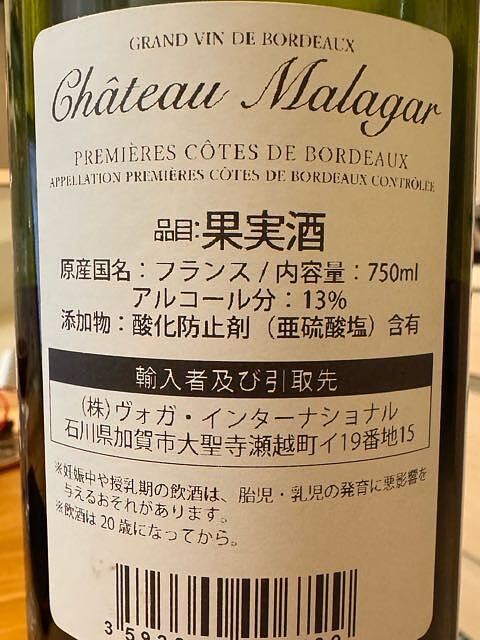 GRAND VIN DE BORDEAUX
Château Malagar
PREMIÈRES CÔTES DE BORDEAUX
APPELLATION PREMIÈRES CÔTES DE BORDEAUX CONTRÔLÉE
品目:果実酒
原産国名：フランス / 内容量：750ml
アルコール分：13%
添加物：酸化防止剤（亜硫酸塩）含有
輸入者及び引取先
(株)ヴォガ・インターナショナル
石川県加賀市大聖寺瀬越町イ19番地15
※妊娠中や授乳期の飲酒は、胎児・乳児の発育に悪影響を
与えるおそれがあります。
※飲酒は20歳になってから。